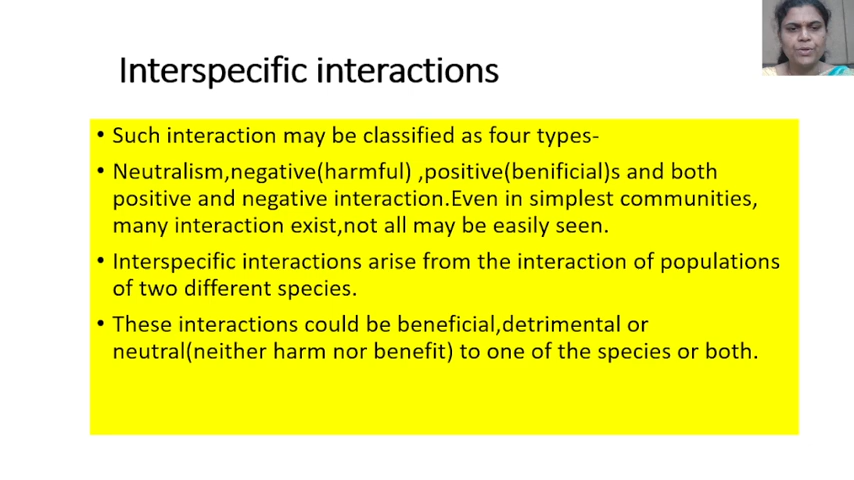 Interspecific interactions
• Such interaction may be classified as four types-
• Neutralism,negative(harmful) ,positive(benificial)s and both
positive and negative interaction.Even in simplest communities,
many interaction exist,not all may be easily seen.
• Interspecific interactions arise from the interaction of populations
of two different species.
• These interactions could be beneficial,detrimental or
neutral(neither harm nor benefit) to one of the species or both.